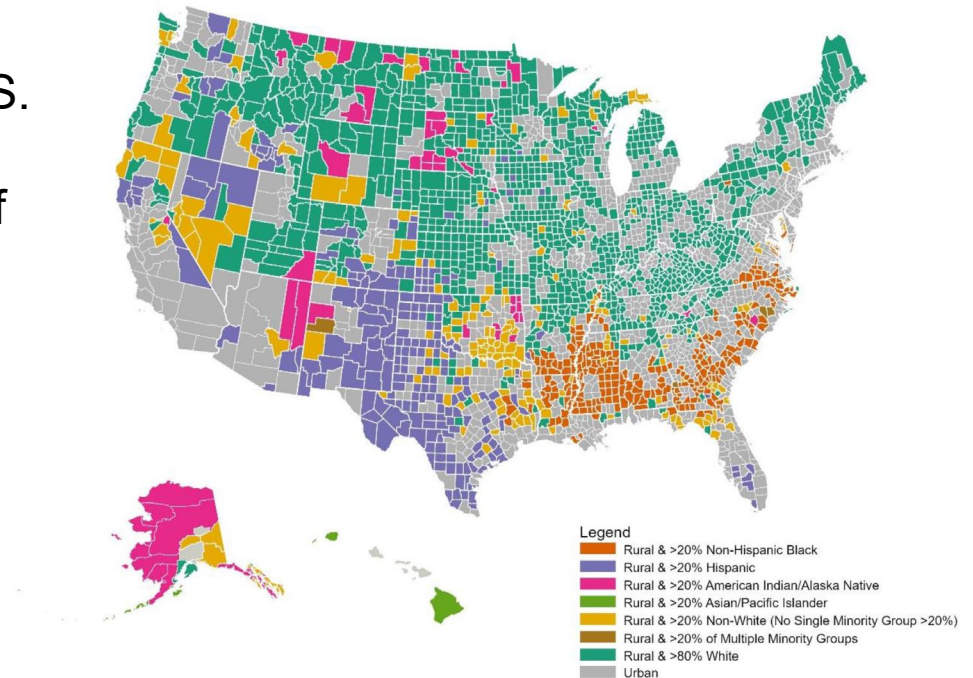 S.
f
Legend
Rural & >20% Non-Hispanic Black
Rural & >20% Hispanic
Rural & >20% American Indian/Alaska Native
Rural & >20% Asian/Pacific Islander
Rural & >20% Non-White (No Single Minority Group >20%)
Rural & >20% of Multiple Minority Groups
Rural & >80% White
Urban